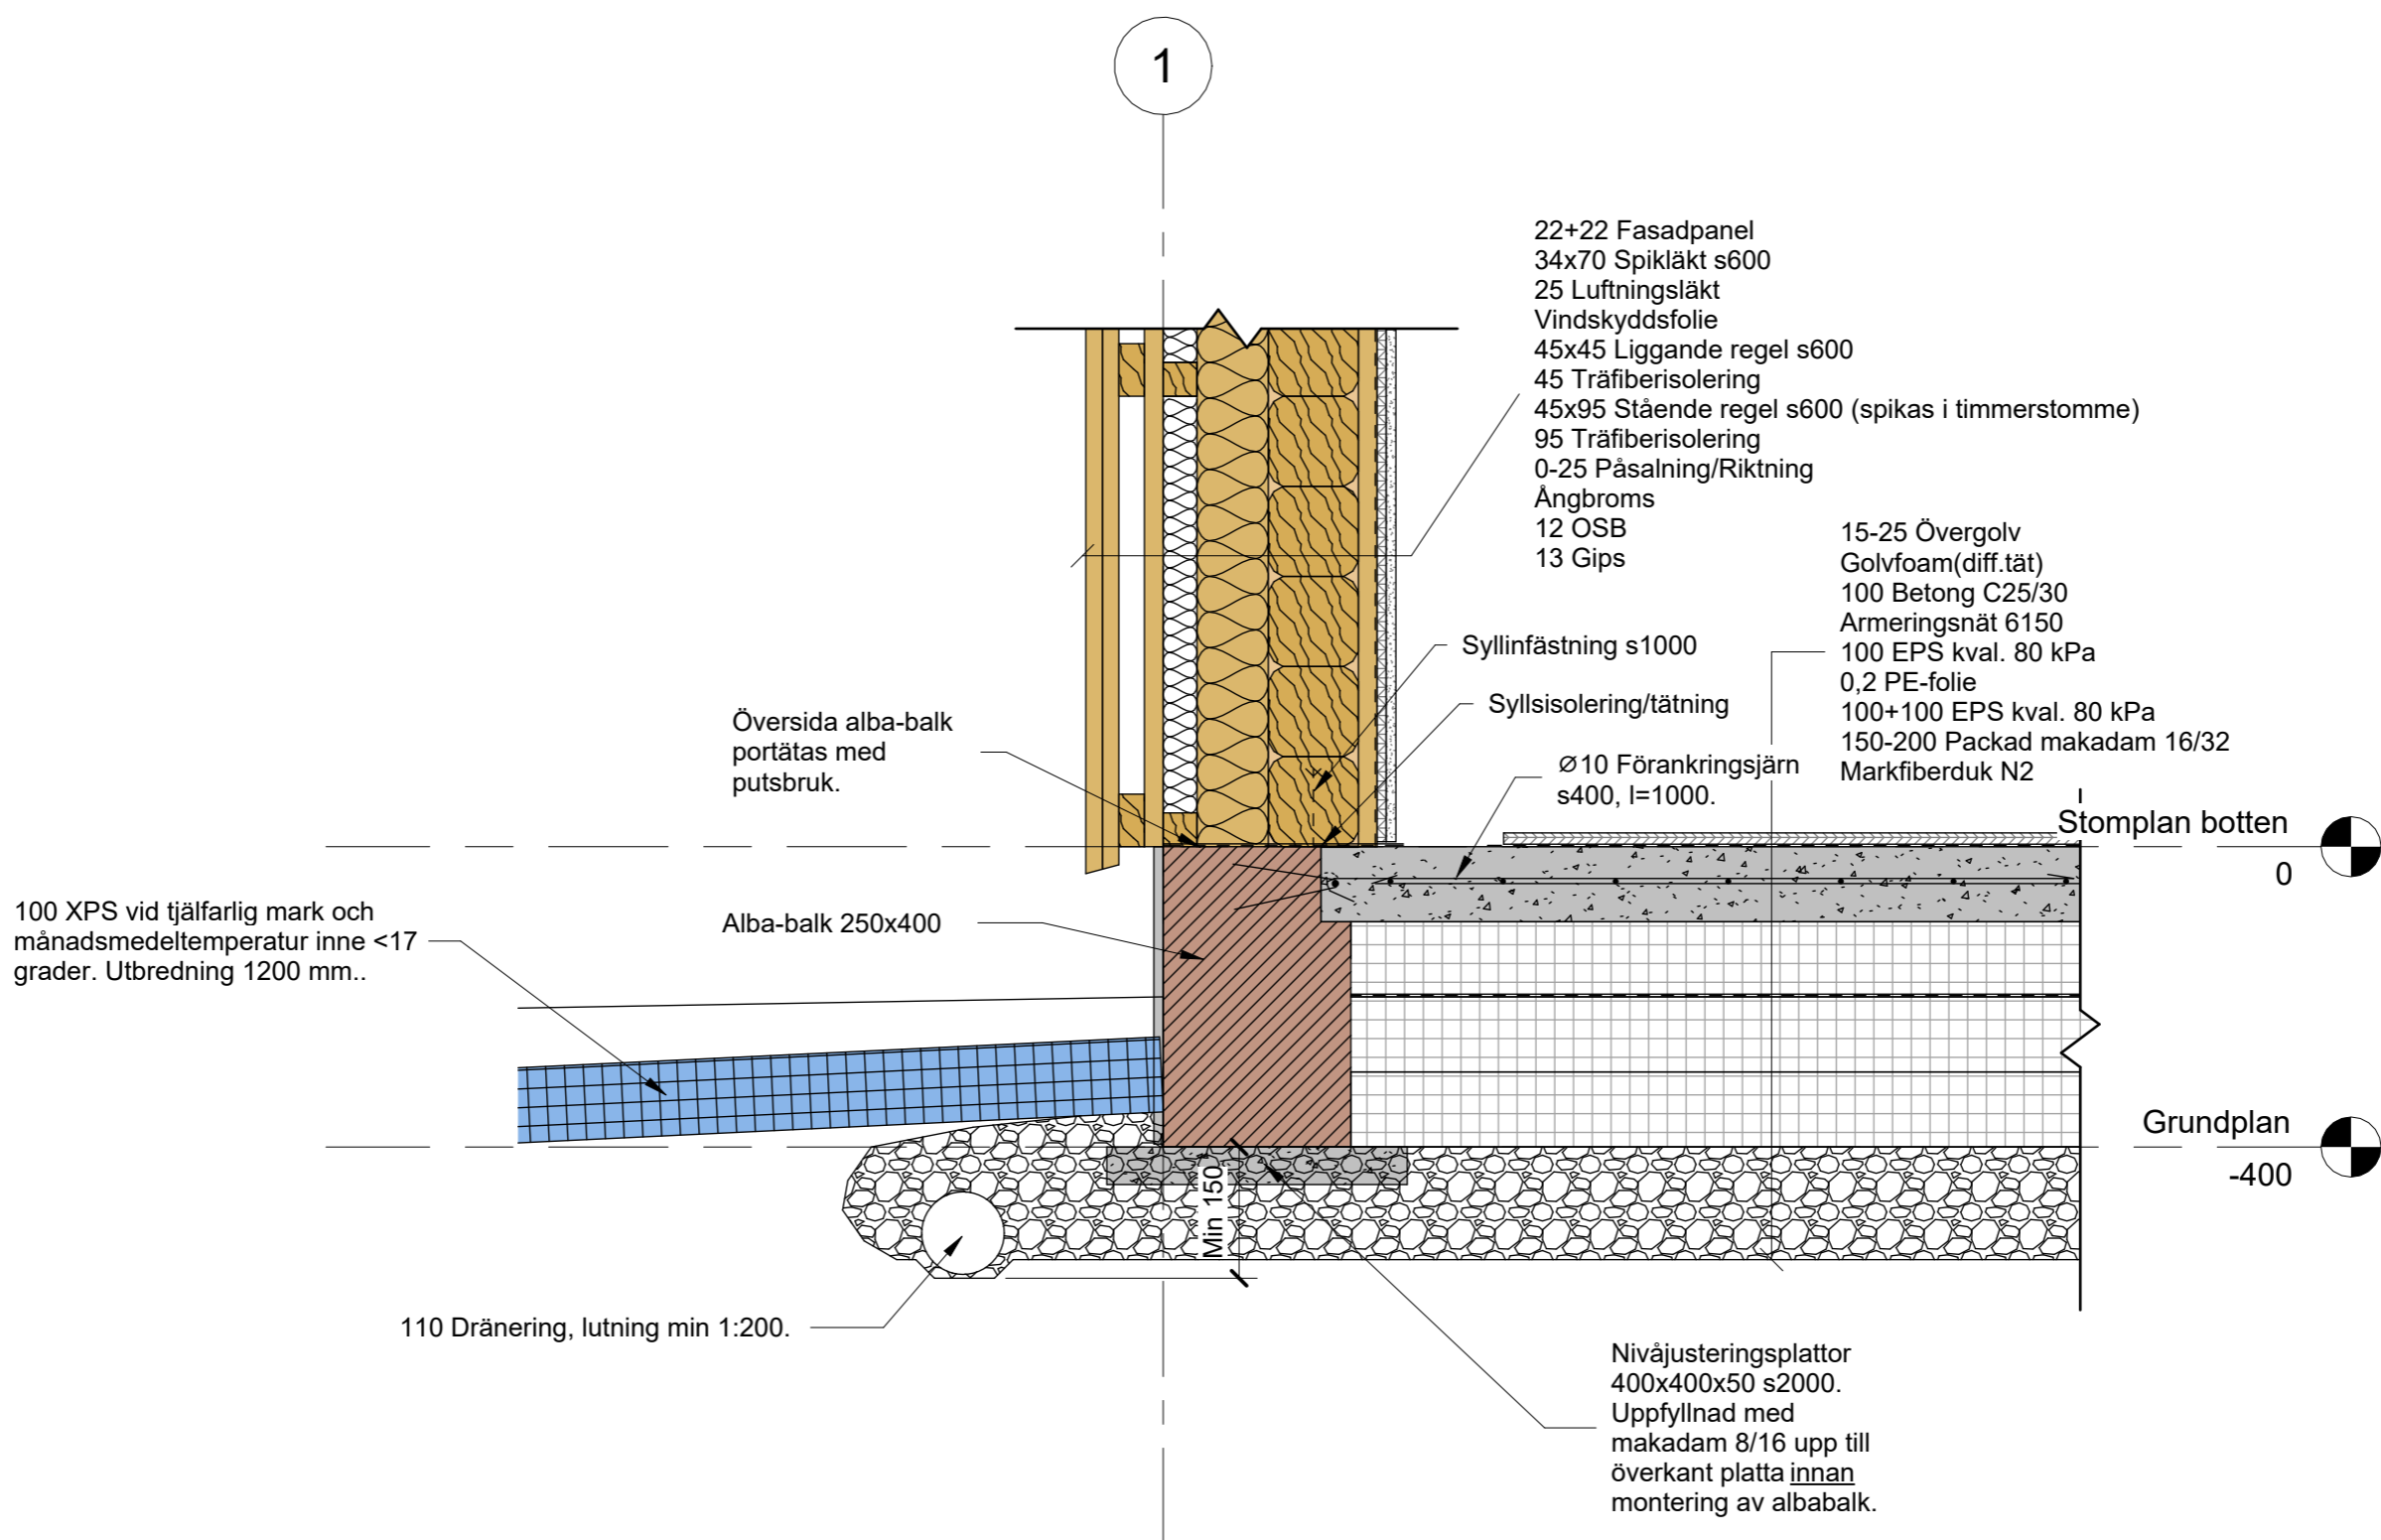 1
22+22 Fasadpanel
34x70 Spikläkt s600
25 Luftningsläkt
Vindskyddsfolie
45x45 Liggande regel s600
45 Träfiberisolering
45x95 Stående regel s600 (spikas i timmerstomme)
95 Träfiberisolering
0-25 Påsalning/Riktning
Ångbroms
12 OSB
13 Gips
15-25 Övergolv
Golvfoam(diff.tät)
100 Betong C25/30
Armeringsnät 6150
100 EPS kval. 80 kPa
0,2 PE-folie
100+100 EPS kval. 80 kPa
150-200 Packad makadam 16/32
Markfiberduk N2
Syllinfästning s1000
Syllsisolering/tätning
Ø10 Förankringsjärn
s400, l=1000.
Översida alba-balk
portätas med
putsbruk.
Stomplan botten
0
100 XPS vid tjälfarlig mark och
månadsmedeltemperatur inne <17
grader. Utbredning 1200 mm..
Alba-balk 250x400
Grundplan
-400
Min 150
110 Dränering, lutning min 1:200.
Nivåjusteringsplattor
400x400x50 s2000.
Uppfyllnad med
makadam 8/16 upp till
överkant platta innan
montering av albabalk.